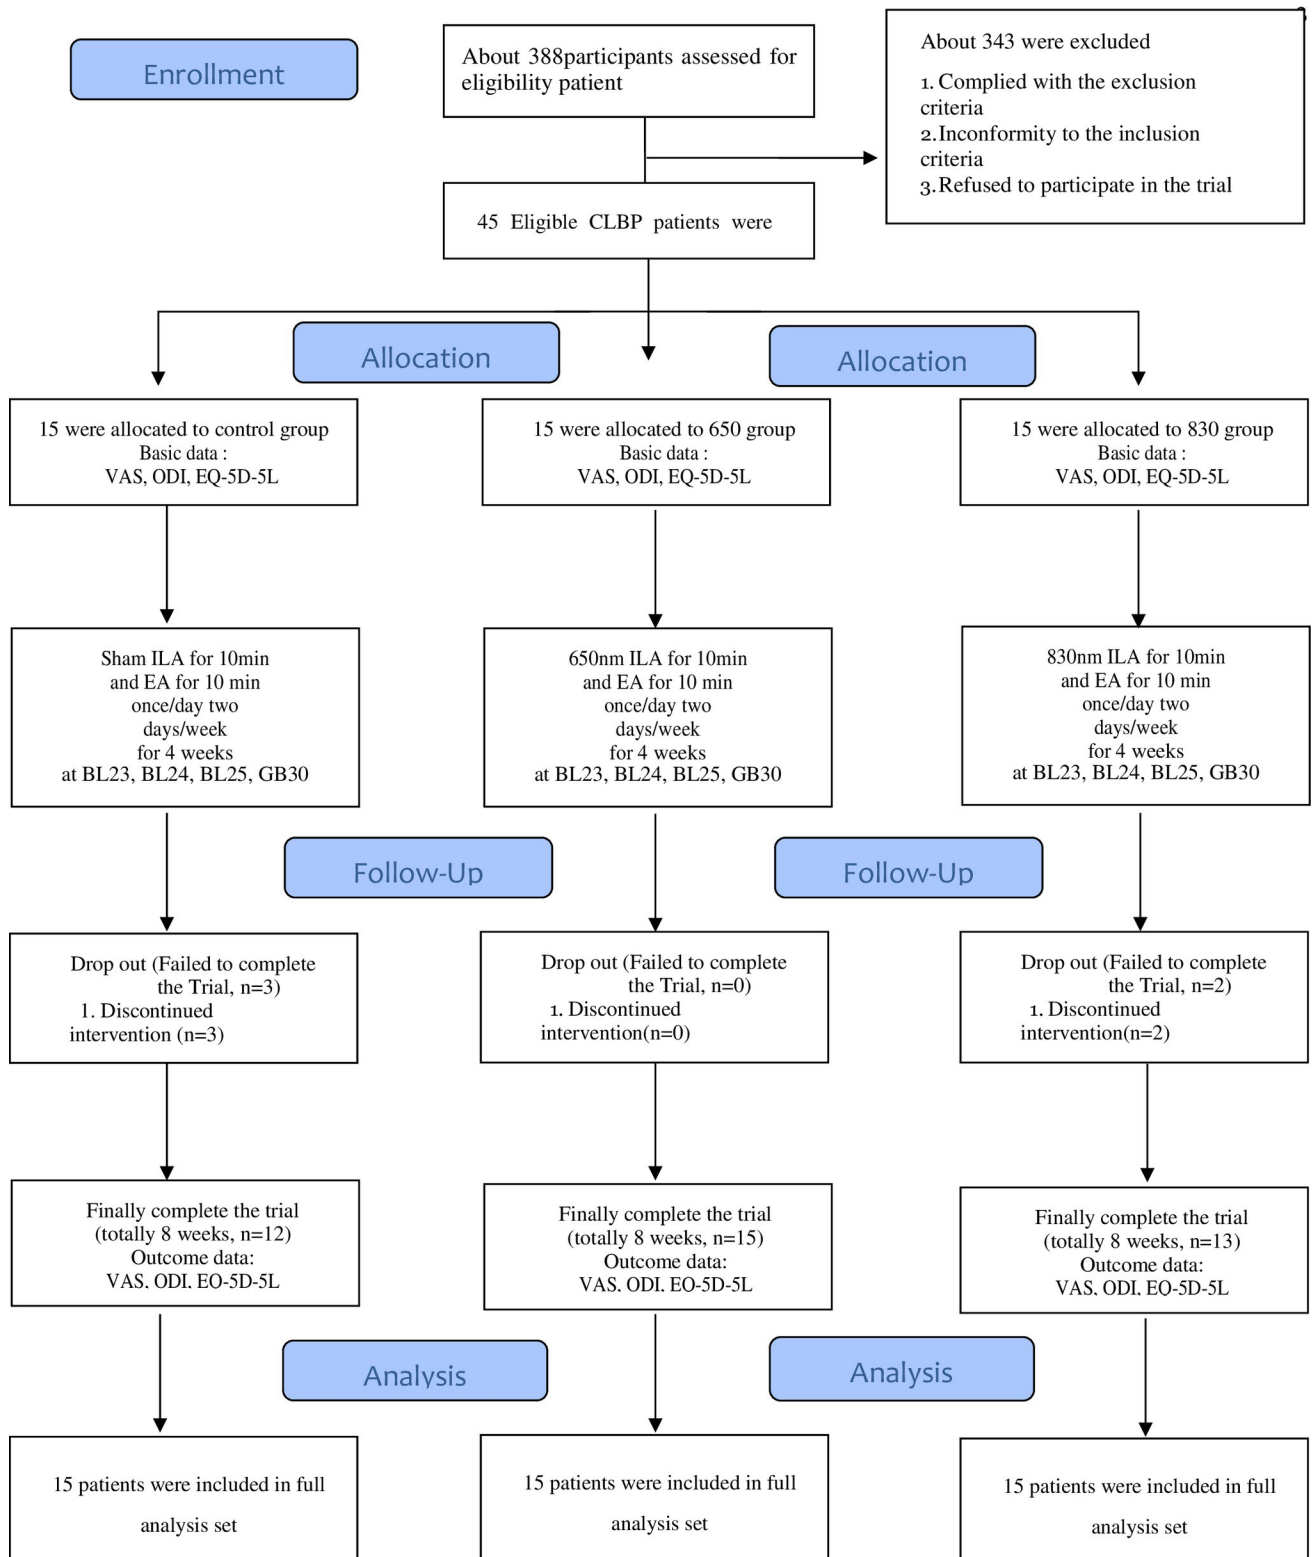 Enrollment
About 388participants assessed for
eligibility patient
About 343 were excluded
1. Complied with the exclusion
criteria
2.Inconformity to the inclusion
criteria
3.Refused to participate in the trial
45 Eligible CLBP patients were
Allocation
Allocation
15 were allocated to control group
Basic data :
VAS, ODI, EQ-5D-5L
15 were allocated to 650 group
Basic data :
VAS, ODI, EQ-5D-5L
15 were allocated to 830 group
Basic data :
VAS, ODI, EQ-5D-5L
Sham ILA for 10min
and EA for 10 min
once/day two
days/week
for 4 weeks
at BL23, BL24, BL25, GB30
650nm ILA for 10min
and EA for 10 min
once/day two
days/week
for 4 weeks
at BL23, BL24, BL25, GB30
830nm ILA for 10min
and EA for 10 min
once/day two
days/week
for 4 weeks
at BL23, BL24, BL25, GB30
Follow-Up
Follow-Up
Drop out (Failed to complete
the Trial, n=3)
1. Discontinued
intervention (n=3)
Drop out (Failed to complete
the Trial, n=0)
1. Discontinued
intervention(n=0)
Drop out (Failed to complete
the Trial, n=2)
1. Discontinued
intervention(n=2)
Finally complete the trial
(totally 8 weeks, n=12)
Outcome data:
VAS, ODI, EQ-5D-5L
Finally complete the trial
(totally 8 weeks, n=15)
Outcome data:
VAS, ODI, EQ-5D-5L
Finally complete the trial
(totally 8 weeks, n=13)
Outcome data:
VAS, ODI, EQ-5D-5L
Analysis
Analysis
15 patients were included in full
analysis set
15 patients were included in full
analysis set
15 patients were included in full
analysis set